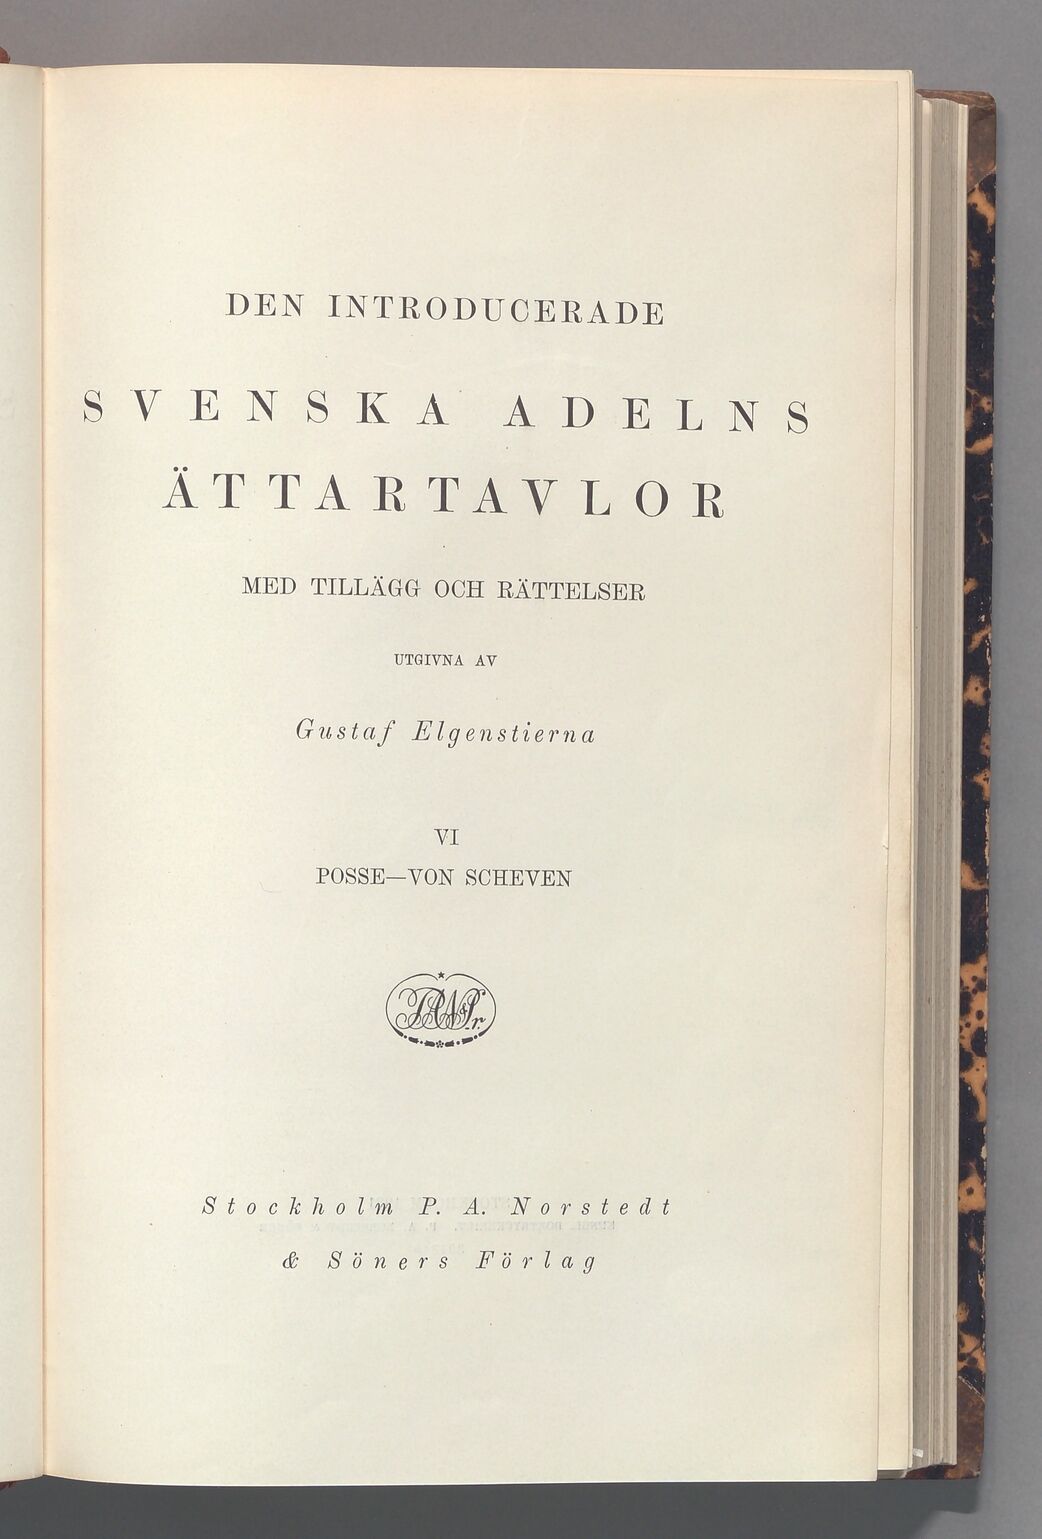 DEN INTRODUCERADE
SVENSKA ADELNS
ÄTTARTAVLOR
MED TILLÄGG OCH RÄTTELSER
UTGIVNA AV
Gustaf Elgenstierna
VI
POSSE—VON SCHEVEN
Stockholm P. A. Norstedt
& Söners Förlag